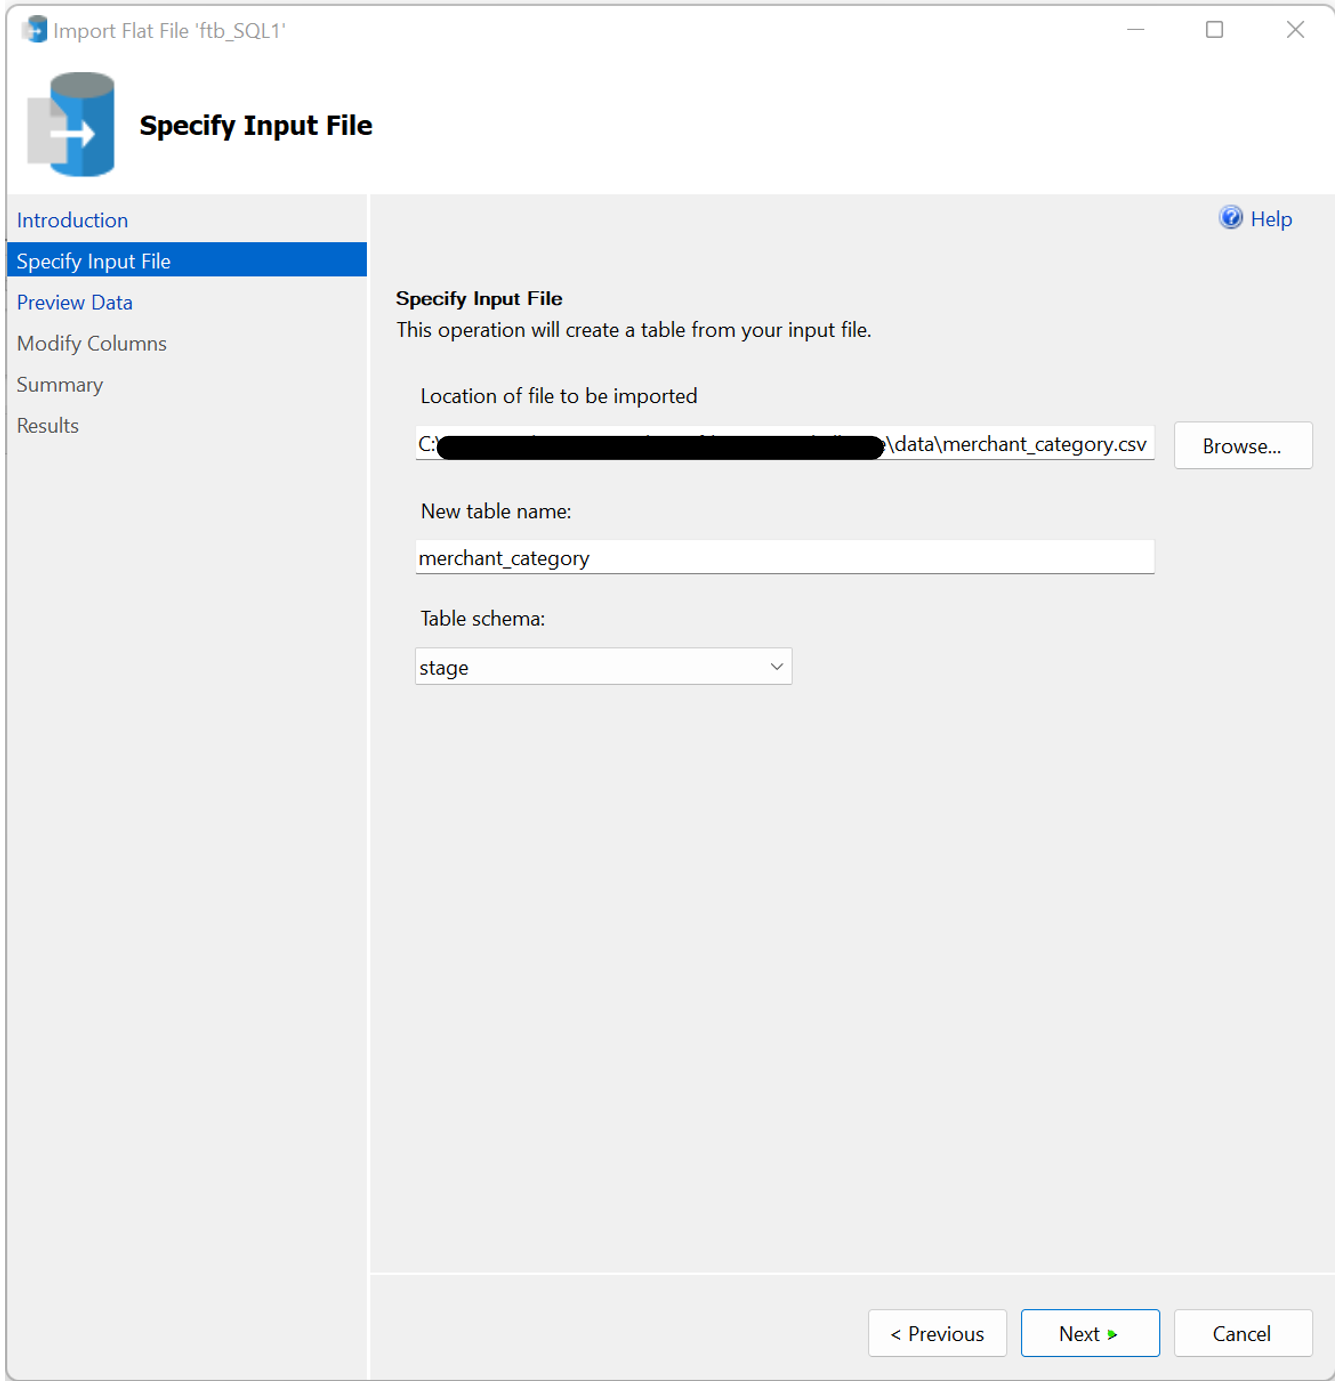 Import Flat File 'ftb_SQL1'
Specify Input File
Introduction
Specify Input File
Preview Data
Modify Columns
Summary
Results
Help
Specify Input File
This operation will create a table from your input file.
Location of file to be imported
C:\ \data\merchant_category.csv
Browse...
New table name:
merchant_category
Table schema:
stage
< Previous
Next >
Cancel